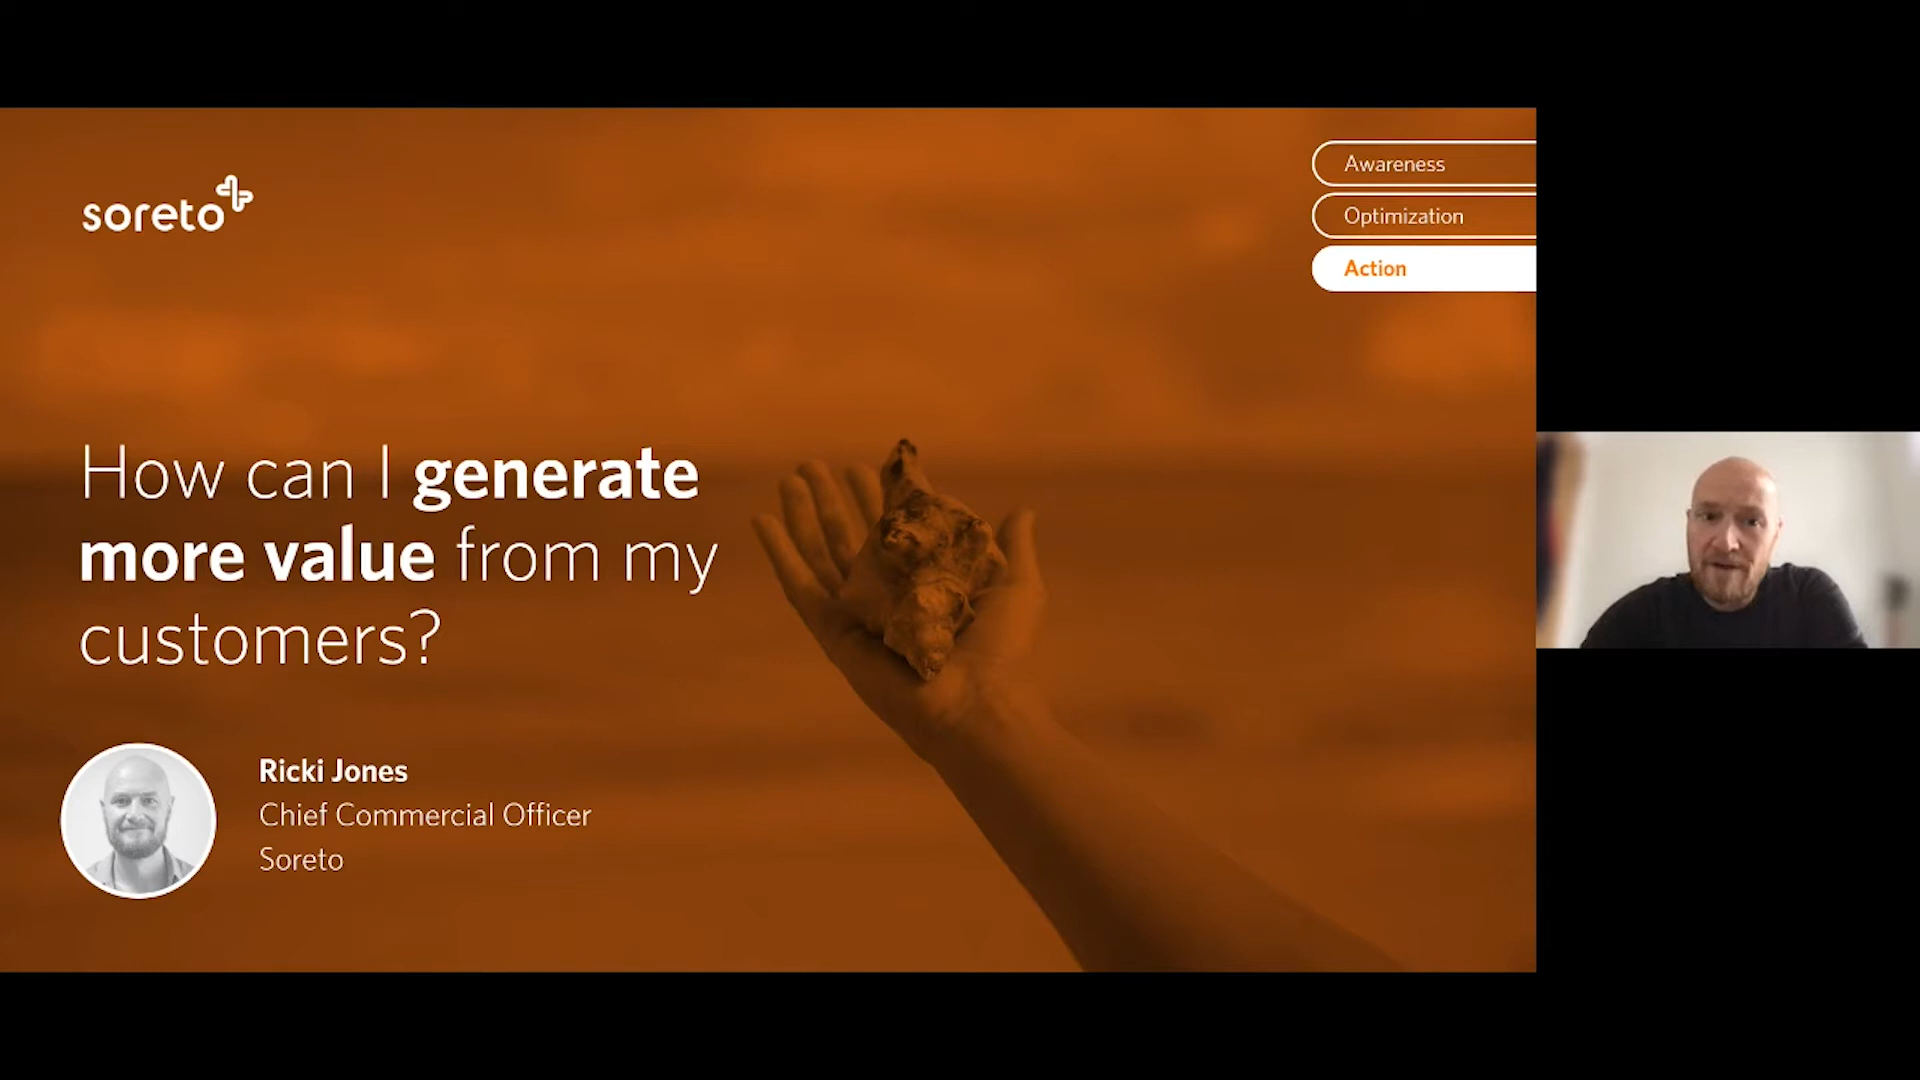 soreto
Awareness
Optimization
Action
How can I generate
more value from my
customers?
Ricki Jones
Chief Commercial Officer
Soreto